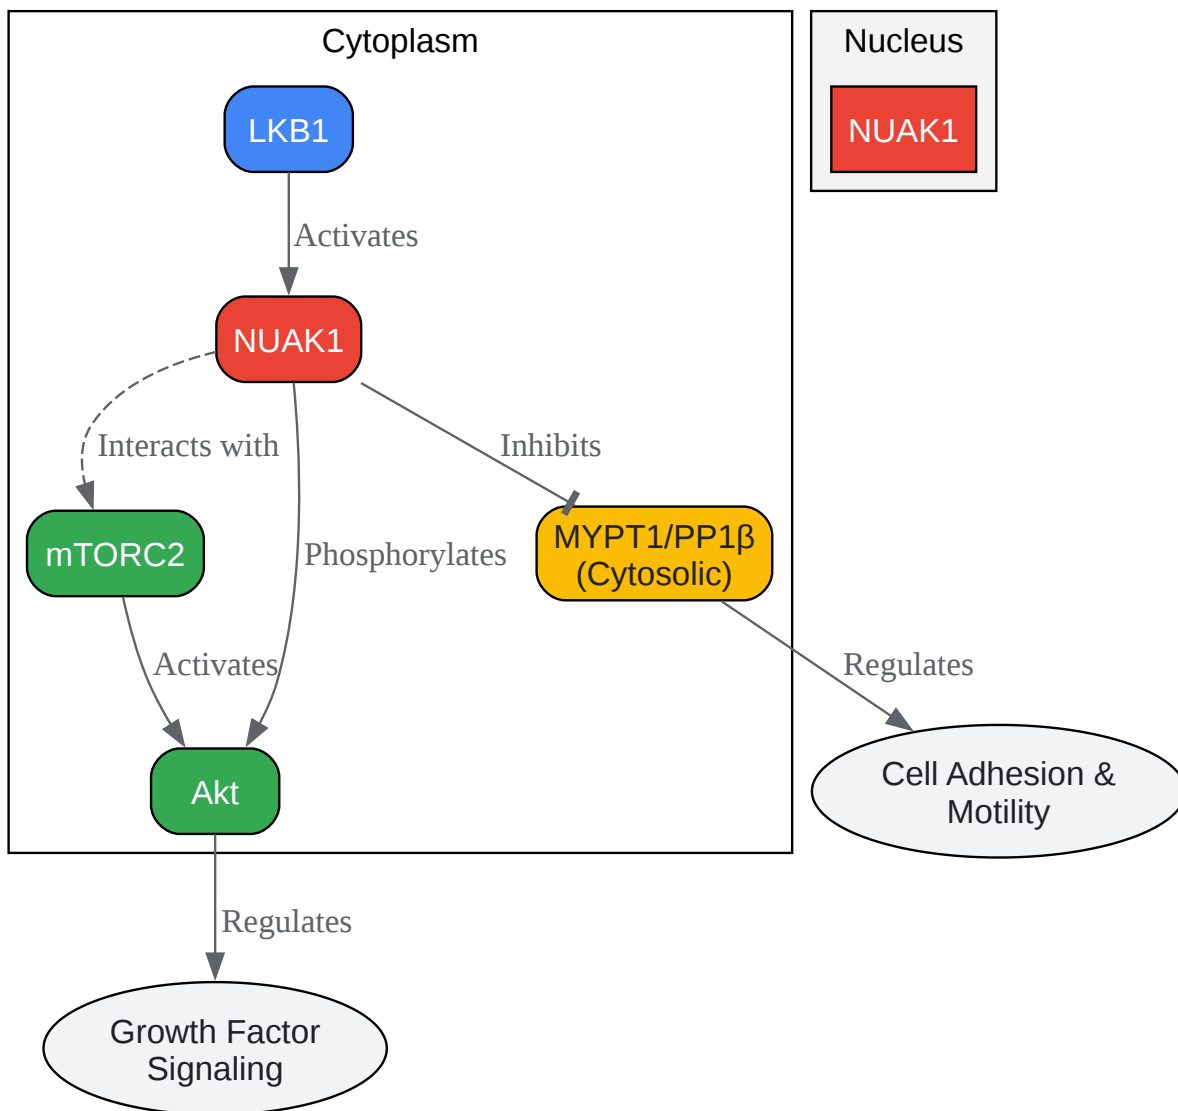 Cytoplasm
Nucleus
LKB1
NUAK1
Activates
NUAK1
Interacts with
Inhibits
mTORC2
Phosphorylates
MYPT1/PP1β
(Cytosolic)
Activates
Regulates
Akt
Cell Adhesion &
Motility
Regulates
Growth Factor
Signaling